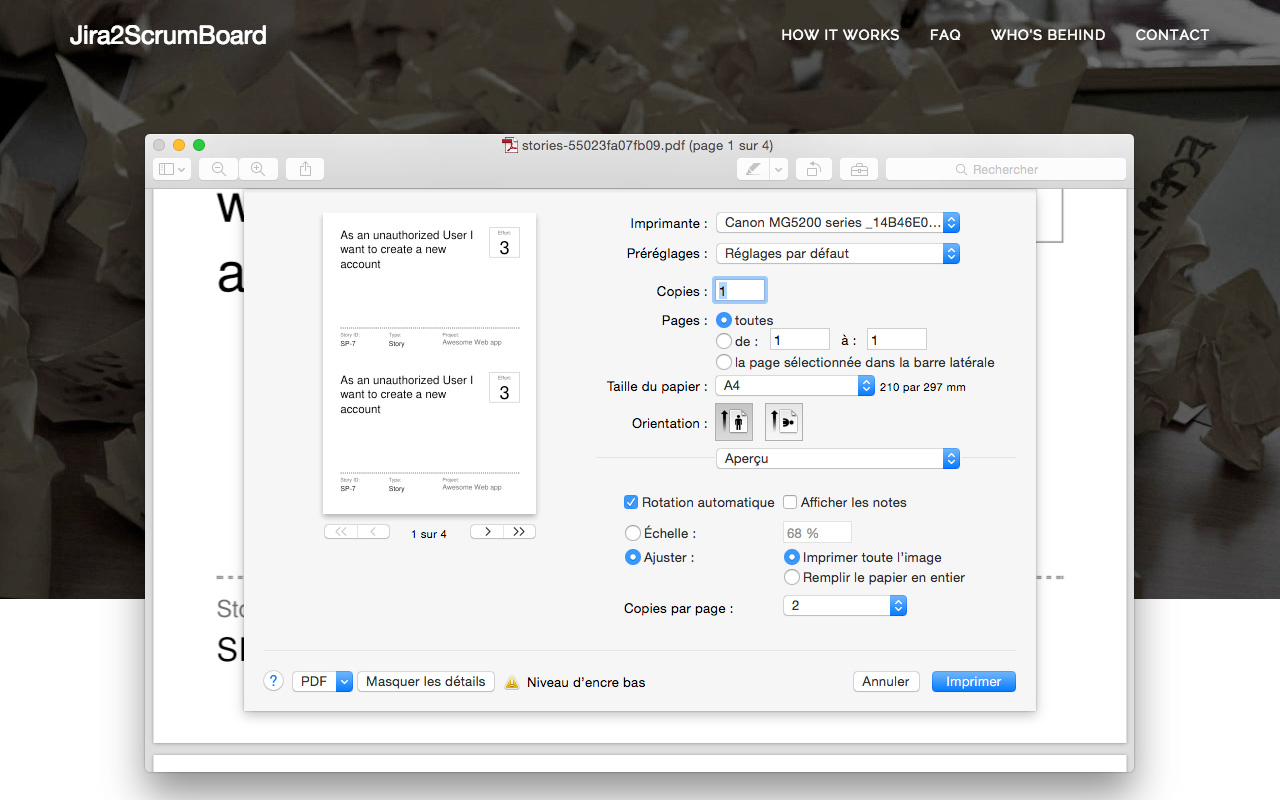 Jira2ScrumBoard
HOW IT WORKS
FAQ
WHO'S BEHIND
CONTACT
stories-55023fa07fb09.pdf (page 1 sur 4)
Rechercher
As an unauthorized User I
want to create a new
account
Effort:
3
Story ID:
SP-7
Type:
Story
Project:
Awesome Web app
As an unauthorized User I
want to create a new
account
Effort:
3
Story ID:
SP-7
Type:
Story
Project:
Awesome Web app
1 sur 4
Imprimante :
Canon MG5200 series _14B46E0...
Préréglages :
Réglages par défaut
Copies :
1
Pages :
toutes
de :
1
à :
1
la page sélectionnée dans la barre latérale
Taille du papier :
A4
210 par 297 mm
Orientation :
Aperçu
Rotation automatique
Afficher les notes
Échelle :
68 %
Ajuster :
Imprimer toute l'image
Remplir le papier en entier
Copies par page :
2
?
PDF
Masquer les détails
Niveau d'encre bas
Annuler
Imprimer